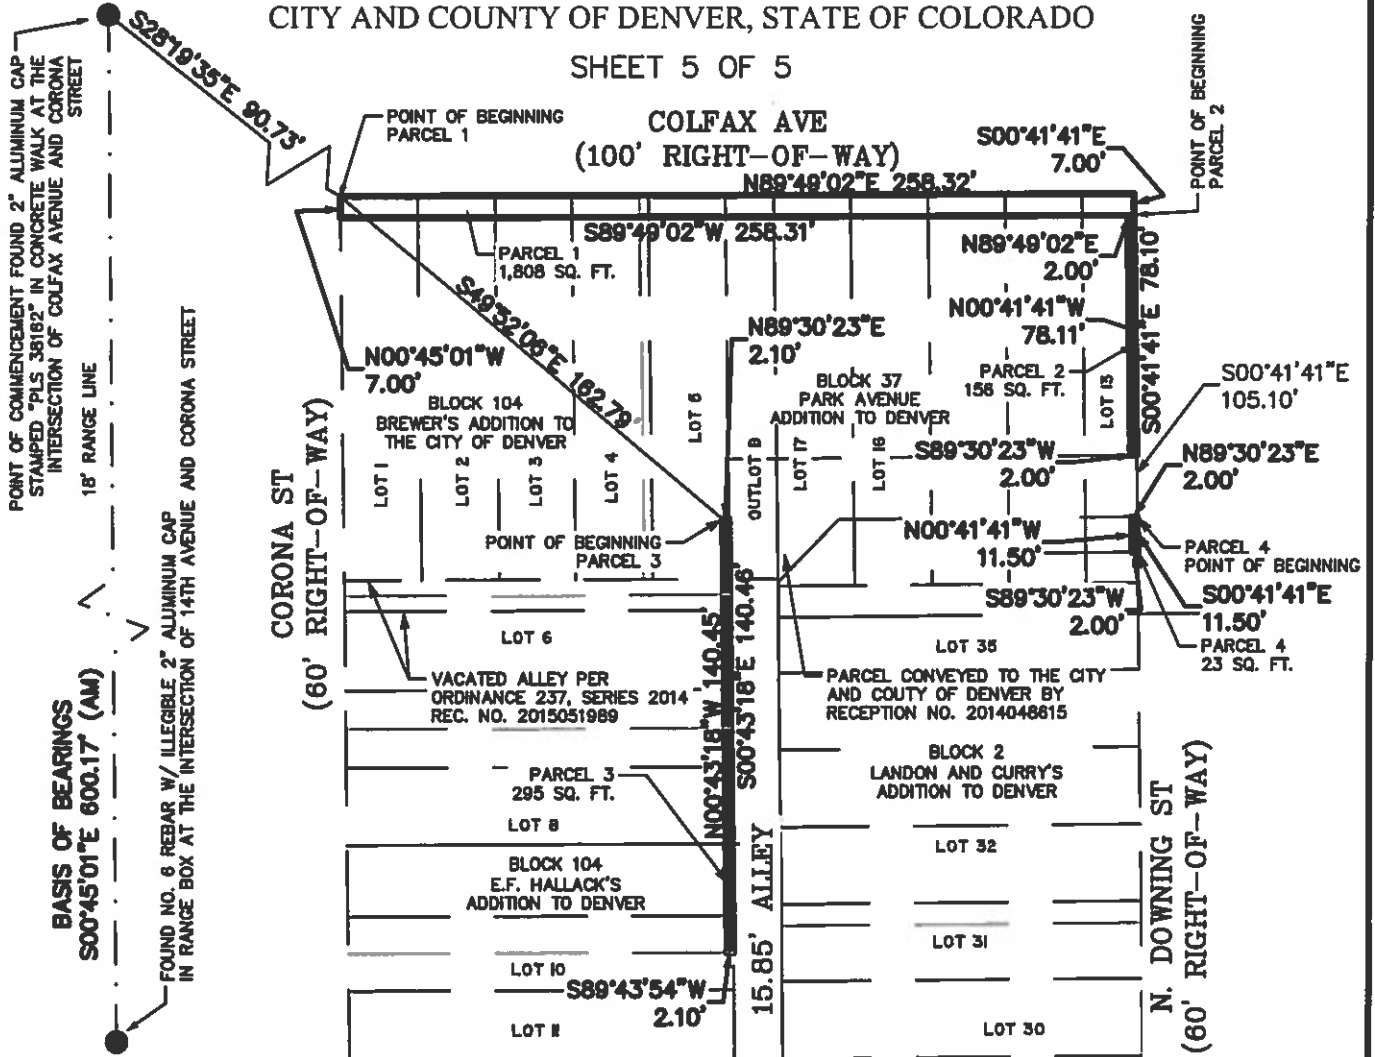 CITY AND COUNTY OF DENVER, STATE OF COLORADO
SHEET 5 OF 5
POINT OF COMMENCEMENT FOUND 2" ALUMINUM CAP
STAMPED "PLS 38162" IN CONCRETE WALK AT THE
INTERSECTION OF COLFAX AVENUE AND CORONA
STREET
S28°19'35"E 90.73'
18' RANGE LINE
BASIS OF BEARINGS
S00°45'01"E 600.17' (AM)
FOUND NO. 6 REBAR W/ ILLEGIBLE 2" ALUMINUM CAP
IN RANGE BOX AT THE INTERSECTION OF 14TH AVENUE AND CORONA STREET
POINT OF BEGINNING
PARCEL 1
COLFAX AVE
(100' RIGHT-OF-WAY)
N89°49'02"E 258.32'
S00°41'41"E
7.00'
POINT OF BEGINNING
PARCEL 2
S89°49'02"W 258.31'
PARCEL 1
1,808 SQ. FT.
N89°49'02"E
2.00'
S00°41'41"E 78.10'
N00°41'41"W
78.11'
S49°52'06"E 162.79'
N89°30'23"E
2.10'
N00°45'01"W
7.00'
PARCEL 2
156 SQ. FT.
LOT 13
S00°41'41"E
105.10'
BLOCK 104
BREWER'S ADDITION TO
THE CITY OF DENVER
BLOCK 37
PARK AVENUE
ADDITION TO DENVER
LOT 1
LOT 2
LOT 3
LOT 4
LOT 5
OUTLOT B
LOT 17
LOT 16
S89°30'23"W
2.00'
N89°30'23"E
2.00'
CORONA ST
(60' RIGHT-OF-WAY)
POINT OF BEGINNING
PARCEL 3
N00°41'41"W
11.50'
PARCEL 4
POINT OF BEGINNING
S89°30'23"W
2.00'
S00°41'41"E
11.50'
PARCEL 4
23 SQ. FT.
LOT 6
LOT 35
N00°43'18"W 140.45'
S00°43'18"E 140.46'
VACATED ALLEY PER
ORDINANCE 237, SERIES 2014
REC. NO. 2015051989
PARCEL CONVEYED TO THE CITY
AND COUTY OF DENVER BY
RECEPTION NO. 2014048615
PARCEL 3
295 SQ. FT.
BLOCK 2
LANDON AND CURRY'S
ADDITION TO DENVER
LOT 8
LOT 32
BLOCK 104
E.F. HALLACK'S
ADDITION TO DENVER
15.85' ALLEY
N. DOWNING ST
(60' RIGHT-OF-WAY)
LOT 31
LOT 10
S89°43'54"W
2.10'
LOT 11
LOT 30